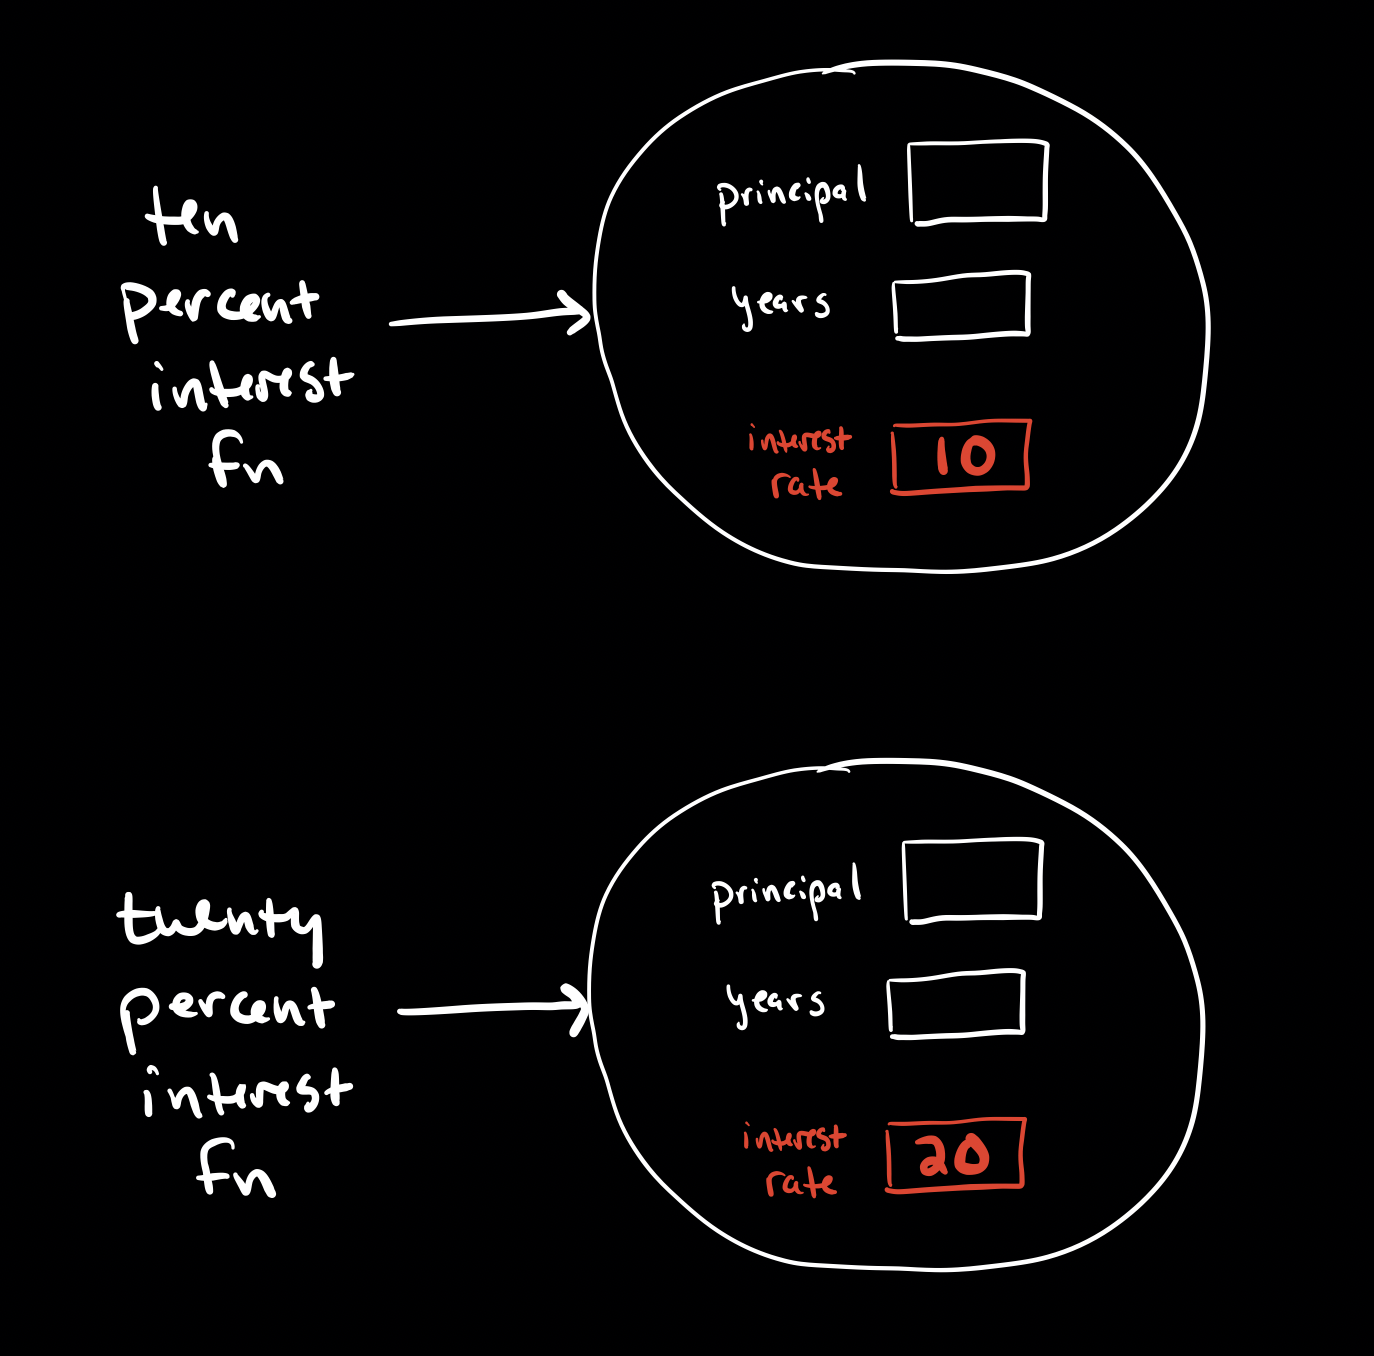 ten
percent
interest
fn
principal
years
interest
rate
10
twenty
percent
interest
fn
principal
years
interest
rate
20